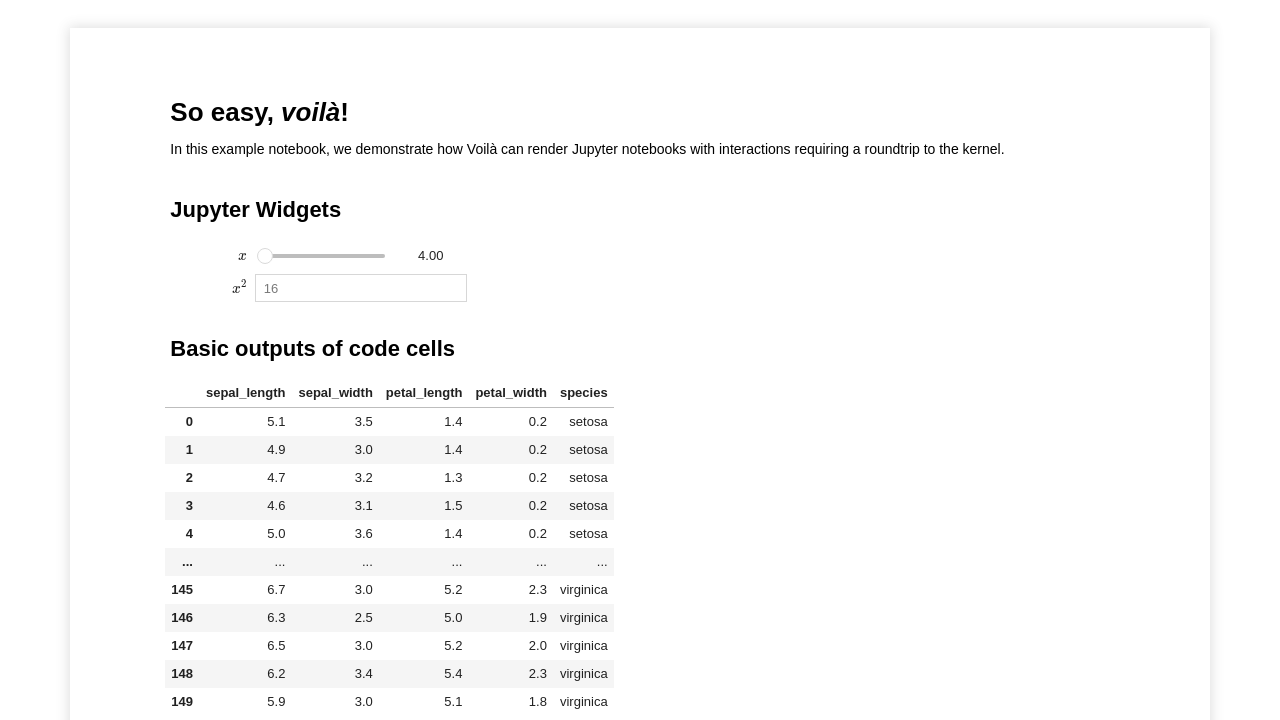 So easy, voilà!
In this example notebook, we demonstrate how Voilà can render Jupyter notebooks with interactions requiring a roundtrip to the kernel.
Jupyter Widgets
x 4.00
x² 16
Basic outputs of code cells
sepal_length sepal_width petal_length petal_width species
0 5.1 3.5 1.4 0.2 setosa
1 4.9 3.0 1.4 0.2 setosa
2 4.7 3.2 1.3 0.2 setosa
3 4.6 3.1 1.5 0.2 setosa
4 5.0 3.6 1.4 0.2 setosa
... ... ... ... ... ...
145 6.7 3.0 5.2 2.3 virginica
146 6.3 2.5 5.0 1.9 virginica
147 6.5 3.0 5.2 2.0 virginica
148 6.2 3.4 5.4 2.3 virginica
149 5.9 3.0 5.1 1.8 virginica